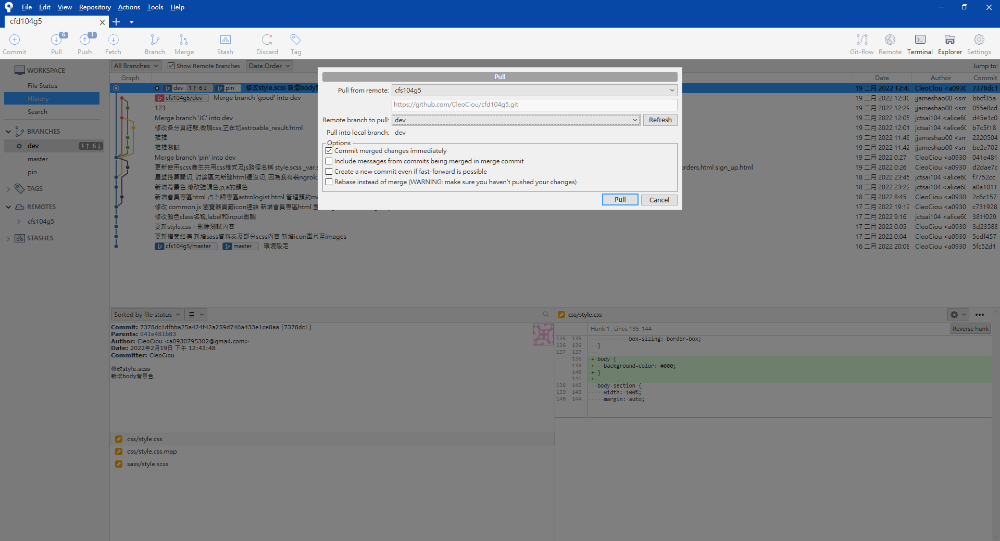 File Edit View Repository Actions Tools Help
cfd104g5
6 1
Commit Pull Push Fetch Branch Merge Stash Discard Tag Git-flow Remote Terminal Explorer Settings
WORKSPACE
File Status
History
Search
BRANCHES
dev 1↑ 6↓
master
pin
TAGS
REMOTES
cfs104g5
STASHES
All Branches Show Remote Branches Date Order Jump to:
Graph Date Author Commit
dev 1↑ 6↓ pin 修改style.scss 新增body 19 二月 2022 12:4 CleoCiou <a0930 7378dc1
cfs104g5/dev Merge branch 'good' into dev 19 二月 2022 12:30 jjameshao00 <sm b6cf35a
123 19 二月 2022 12:29 jjameshao00 <sm 055e8cd
Merge branch 'JC' into dev 19 二月 2022 12:05 jctsai104 <alice60 d45e1c0
修改各分頁註解,微調css,正在切astroable_result.html 19 二月 2022 12:01 jctsai104 <alice60 b7c5f18
推推 19 二月 2022 11:49 jjameshao00 <sm 2220504
推推測試 19 二月 2022 11:42 jjameshao00 <sm be2e702
Merge branch 'pin' into dev 19 二月 2022 0:27 CleoCiou <a0930 041e481
更新使用scss產生共用css樣式及js路徑名稱 style.scss _var.s orders.html sign_up.html 19 二月 2022 0:26 CleoCiou <a0930 d2dae7c
星盤推算開切, 討論區先新建html還沒切, 因為我有裝ngrok. 18 二月 2022 23:45 jctsai104 <alice60 f7752cc
新增背景色 修改強調色,p,a的顏色 18 二月 2022 23:22 jctsai104 <alice60 a0a1011
新增會員專區html 占卜師專區astrologist.html 管理預約m 18 二月 2022 8:45 CleoCiou <a0930 2c6c157
修改 common.js 瀏覽器頁籤icon連結 新增會員專區html 17 二月 2022 19:12 CleoCiou <a0930 c731928
修改顏色class名稱,label和input微調 17 二月 2022 9:16 jctsai104 <alice60 381f029
更新style.css，刪除測試內容 17 二月 2022 0:05 CleoCiou <a0930 3d23588
更新檔案結構 新增sass資料夾及部分scss內容 新增icon圖片至images 17 二月 2022 0:04 CleoCiou <a0930 5edf457
cfs104g5/master master 環境設定 16 二月 2022 20:08 CleoCiou <a0930 5fc52d1
Pull
Pull from remote: cfs104g5
https://github.com/CleoCiou/cfd104g5.git
Remote branch to pull: dev Refresh
Pull into local branch: dev
Options
Commit merged changes immediately
Include messages from commits being merged in merge commit
Create a new commit even if fast-forward is possible
Rebase instead of merge (WARNING: make sure you haven't pushed your changes)
Pull Cancel
Sorted by file status
Commit: 7378dc1dfbba25a424f42a259d746a433e1ce8aa [7378dc1]
Parents: 041e481b83
Author: CleoCiou <a0930795302@gmail.com>
Date: 2022年2月19日 下午 12:43:48
Committer: CleoCiou
修改style.scss
新增body背景色
css/style.css
css/style.css.map
sass/style.scss
css/style.css
Hunk 1 : Lines 135-144 Reverse hunk
135 135 box-sizing: border-box;
136 136 }
137 137
138 + body {
139 + background-color: #000;
140 + }
141 +
138 142 body section {
139 143 width: 100%;
140 144 margin: auto;